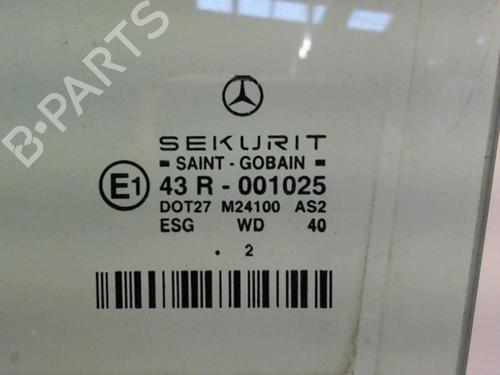 B-PARTS
SEKURIT
SAINT - GOBAIN
E1 43 R - 001025
DOT27 M24100 AS2
ESG WD 40
. 2